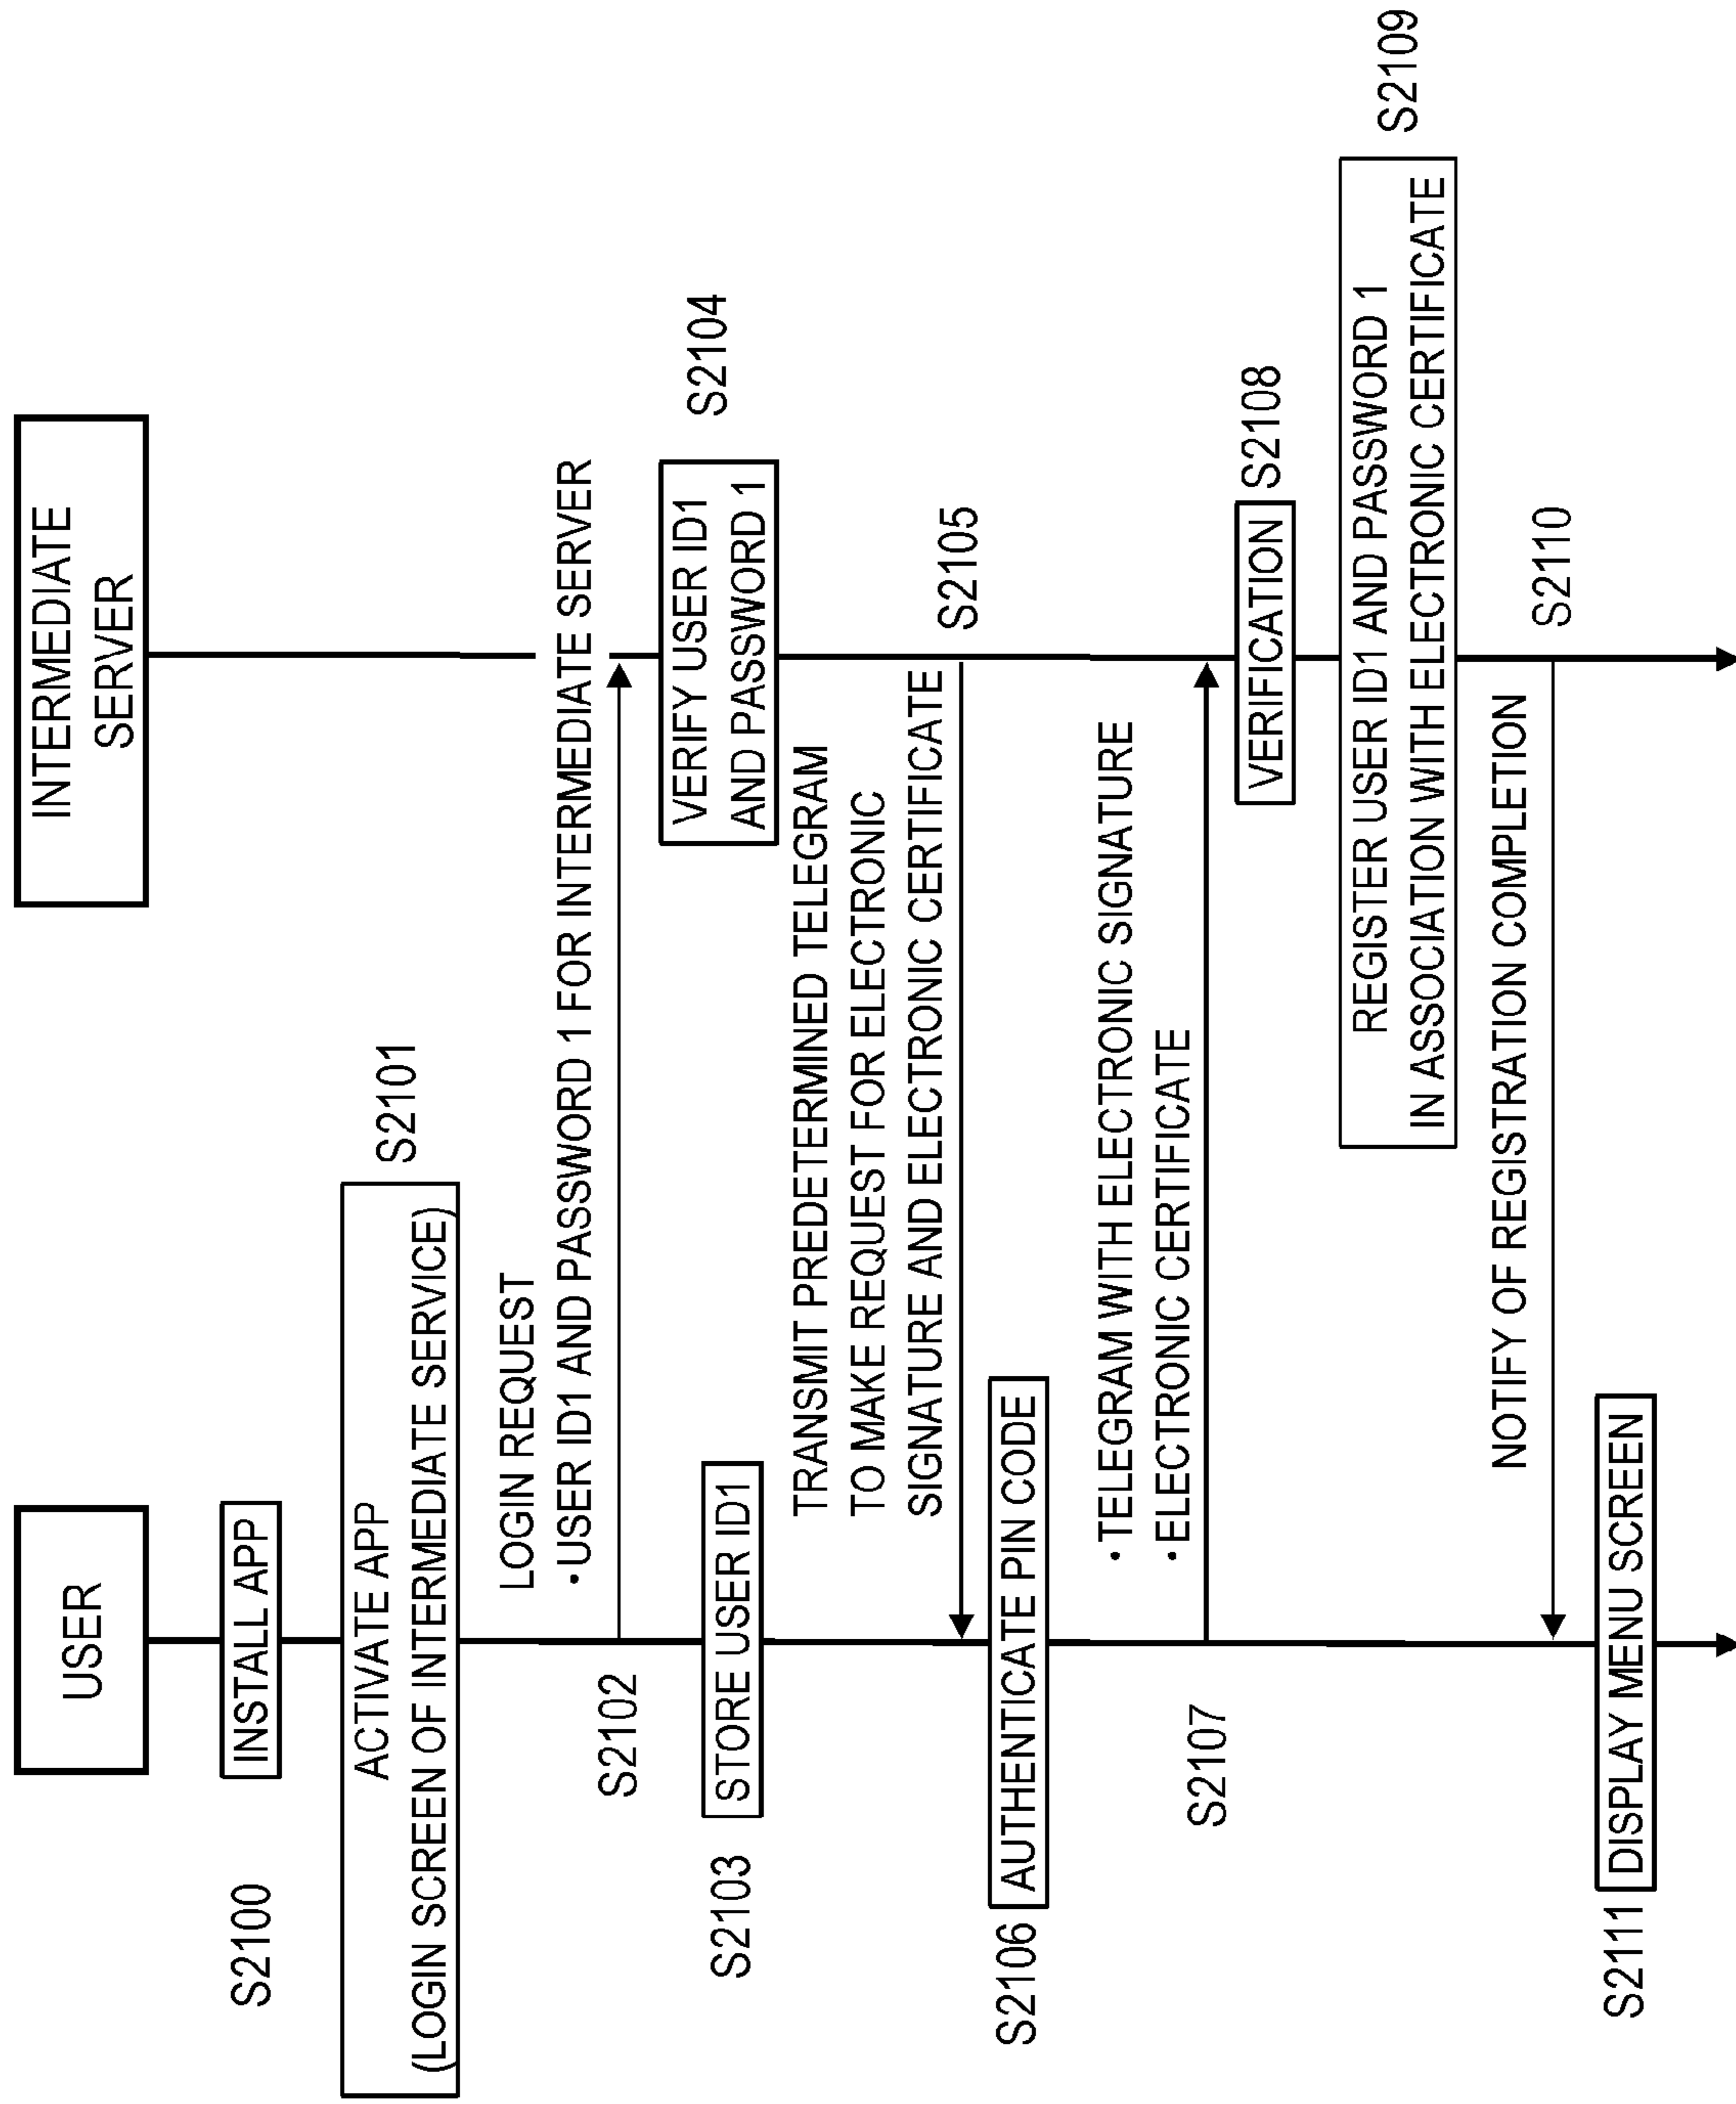 USER
INTERMEDIATE
SERVER
S2100
INSTALL APP
ACTIVATE APP
(LOGIN SCREEN OF INTERMEDIATE SERVICE)
S2101
LOGIN REQUEST
・USER ID1 AND PASSWORD 1 FOR INTERMEDIATE SERVER
S2102
S2103
STORE USER ID1
VERIFY USER ID1
AND PASSWORD 1
S2104
TRANSMIT PREDETERMINED TELEGRAM
TO MAKE REQUEST FOR ELECTRONIC
SIGNATURE AND ELECTRONIC CERTIFICATE
S2105
S2106
AUTHENTICATE PIN CODE
・TELEGRAM WITH ELECTRONIC SIGNATURE
・ELECTRONIC CERTIFICATE
S2107
VERIFICATION
S2108
REGISTER USER ID1 AND PASSWORD 1
IN ASSOCIATION WITH ELECTRONIC CERTIFICATE
S2109
NOTIFY OF REGISTRATION COMPLETION
S2110
S2111
DISPLAY MENU SCREEN